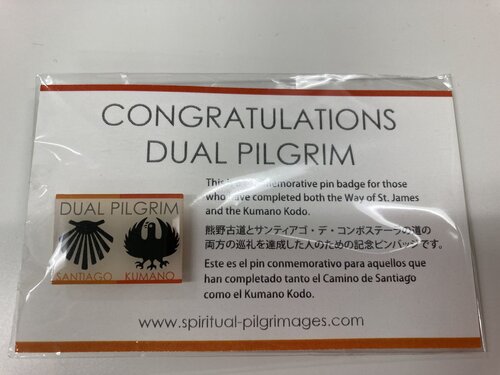 CONGRATULATIONS
DUAL PILGRIM
This is a commemorative pin badge for those
who have completed both the Way of St. James
and the Kumano Kodo.
熊野古道とサンティアゴ・デ・コンポステーラの道の
両方の巡礼を達成した人のための記念ピンバッジです。
Este es el pin conmemorativo para aquellos que
han completado tanto el Camino de Santiago
como el Kumano Kodo.
DUAL PILGRIM
SANTIAGO KUMANO
www.spiritual-pilgrimages.com